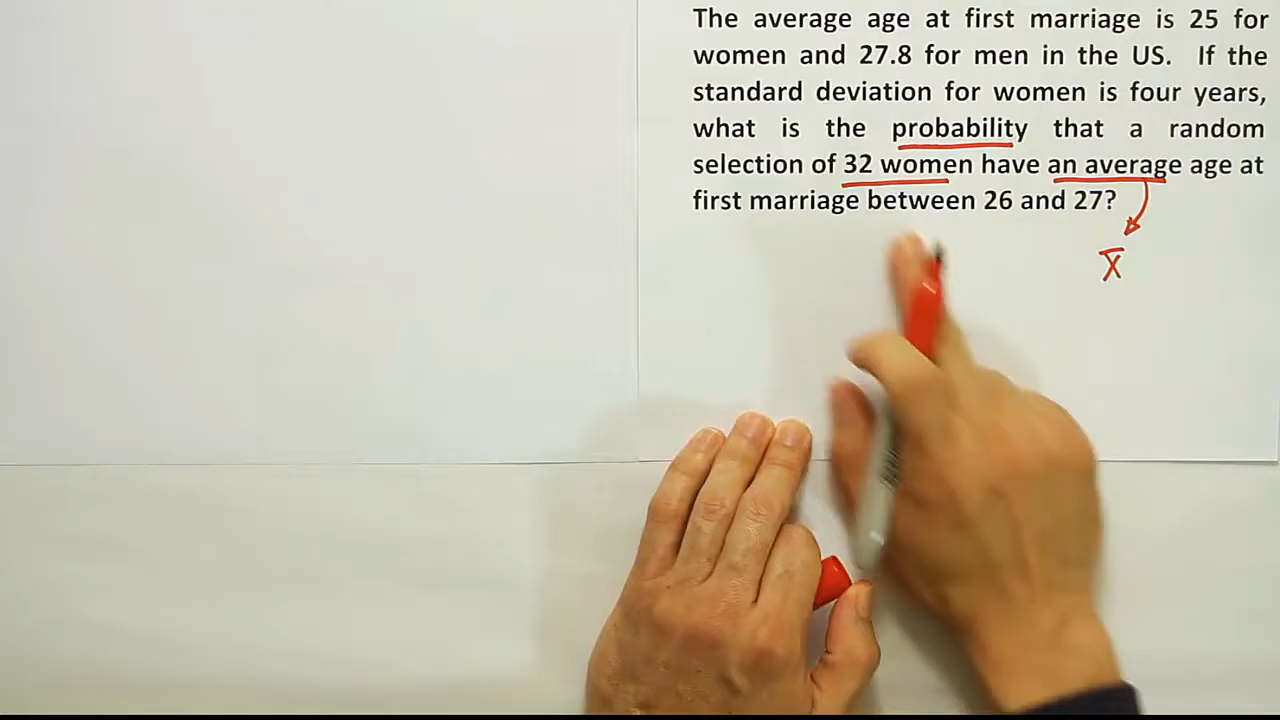 The average age at first marriage is 25 for
women and 27.8 for men in the US. If the
standard deviation for women is four years,
what is the probability that a random
selection of 32 women have an average age at
first marriage between 26 and 27?
x̄